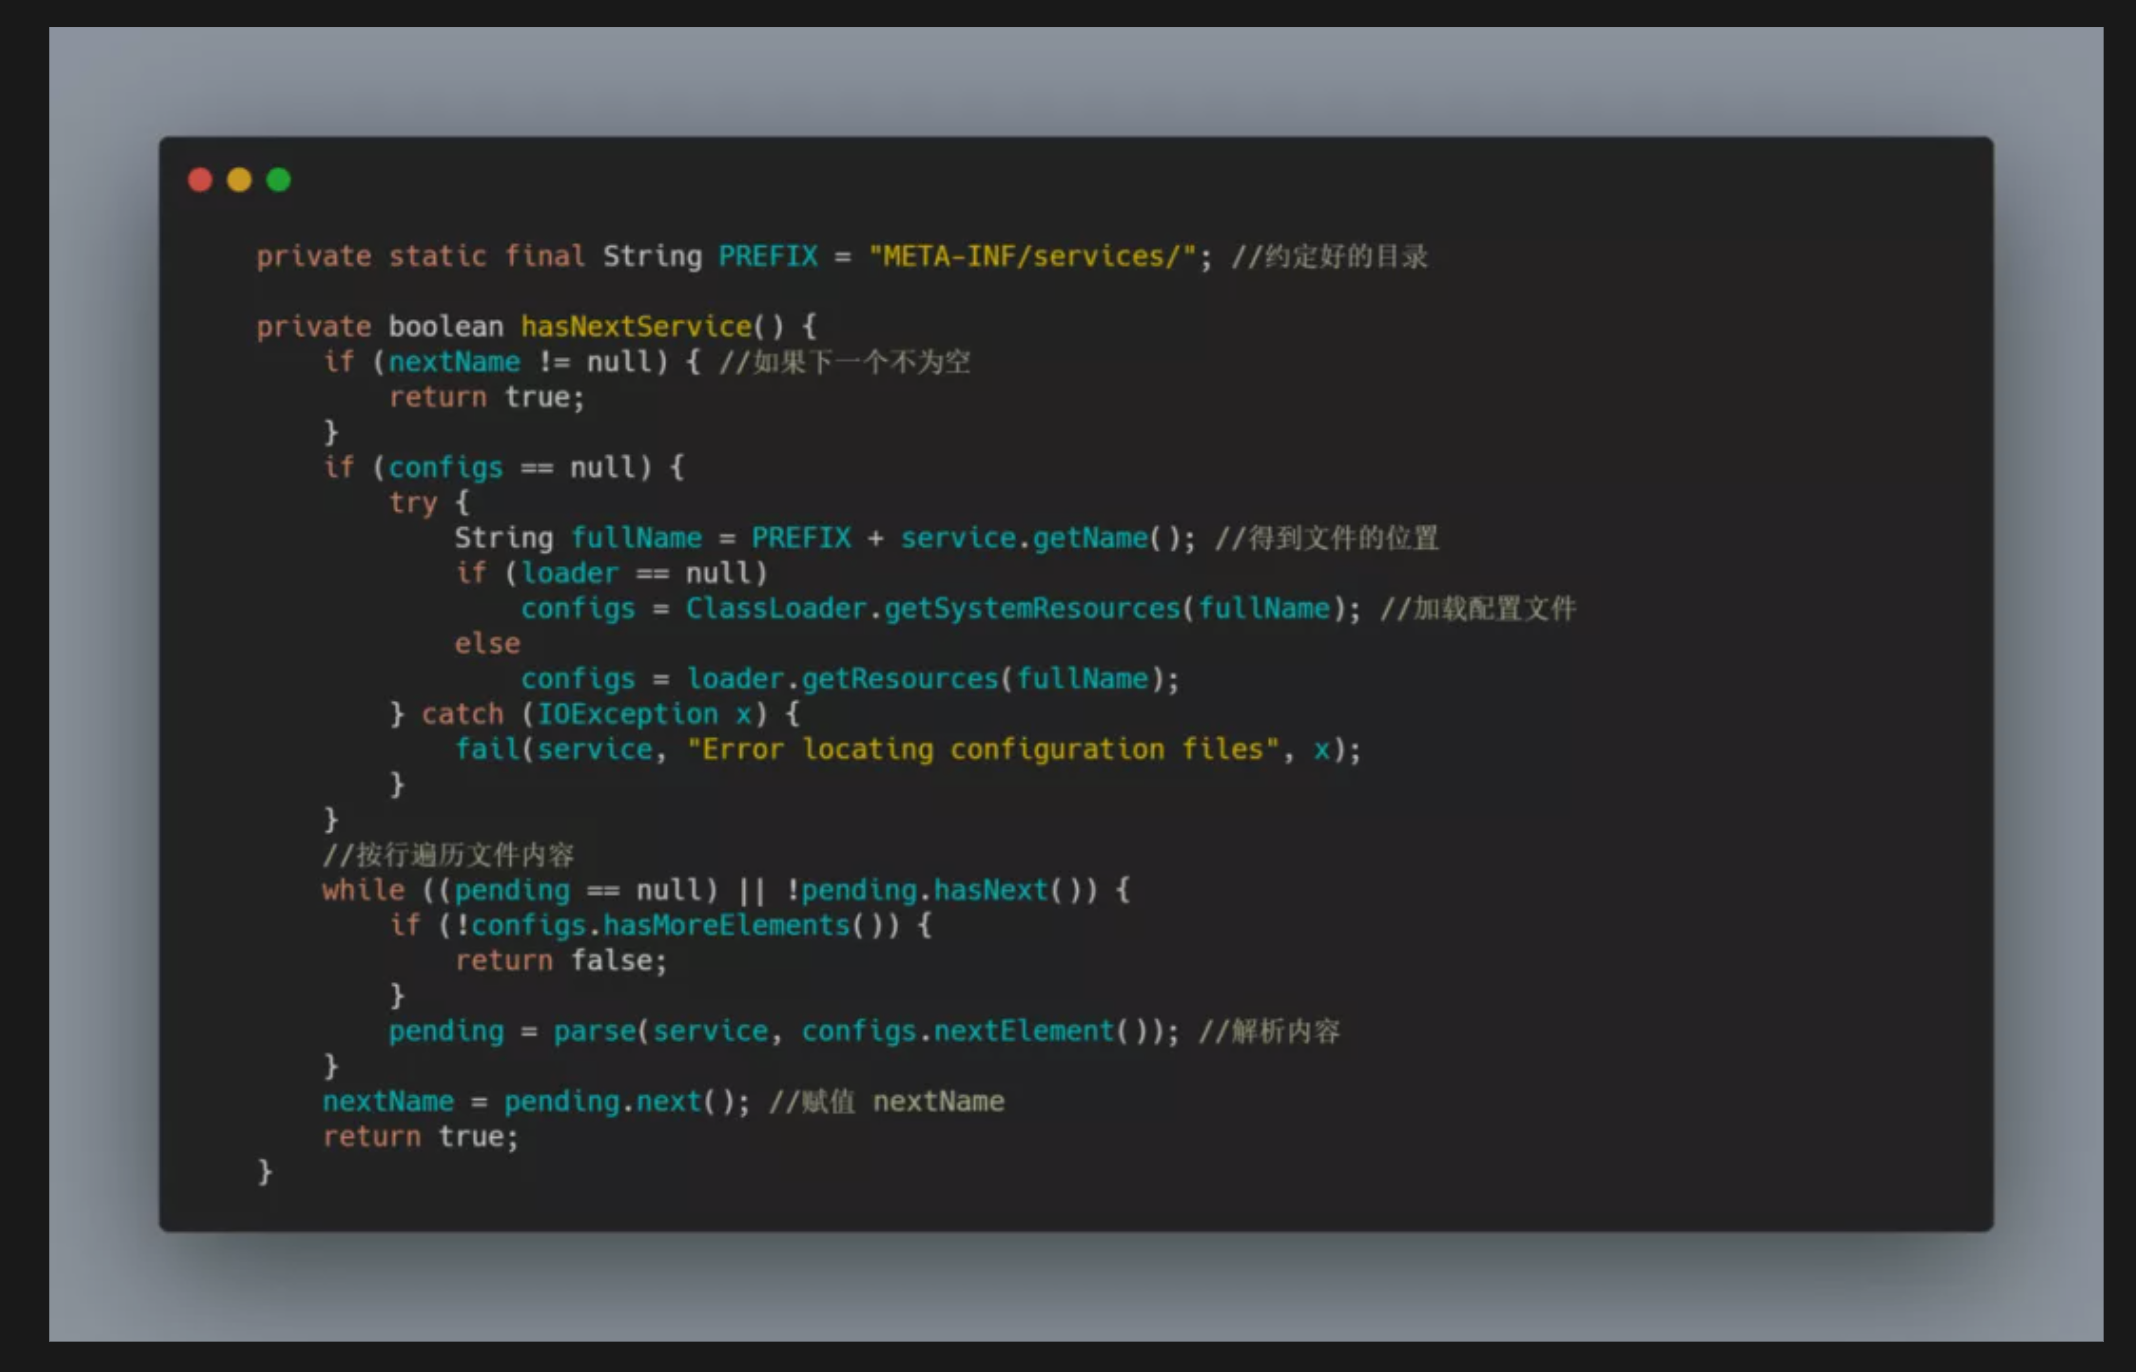 private static final String PREFIX = "META-INF/services/"; //约定好的目录
private boolean hasNextService() {
if (nextName != null) { //如果下一个不为空
return true;
}
if (configs == null) {
try {
String fullName = PREFIX + service.getName(); //得到文件的位置
if (loader == null)
configs = ClassLoader.getSystemResources(fullName); //加载配置文件
else
configs = loader.getResources(fullName);
} catch (IOException x) {
fail(service, "Error locating configuration files", x);
}
}
//按行遍历文件内容
while ((pending == null) || !pending.hasNext()) {
if (!configs.hasMoreElements()) {
return false;
}
pending = parse(service, configs.nextElement()); //解析内容
}
nextName = pending.next(); //赋值 nextName
return true;
}